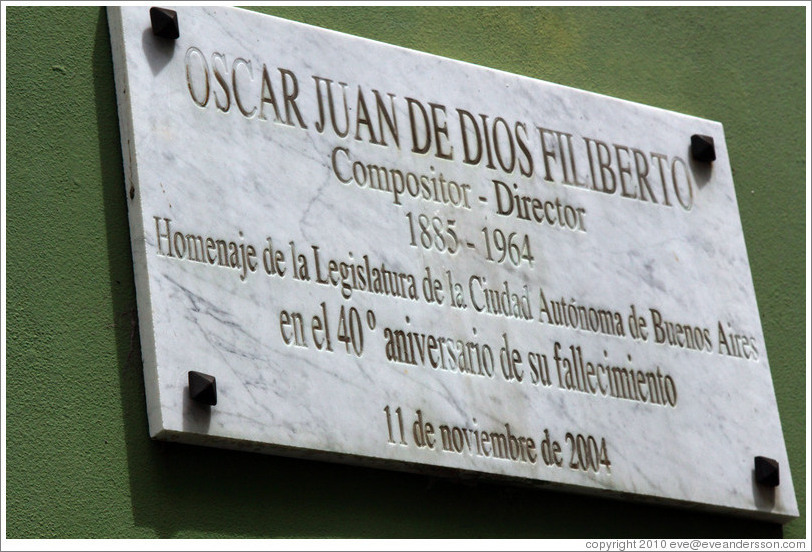 OSCAR JUAN DE DIOS FILIBERTO
Compositor - Director
1885 - 1964
Homenaje de la Legislatura de la Ciudad Autónoma de Buenos Aires
en el 40º aniversario de su fallecimiento
11 de noviembre de 2004
copyright 2010 eve@eveandersson.com